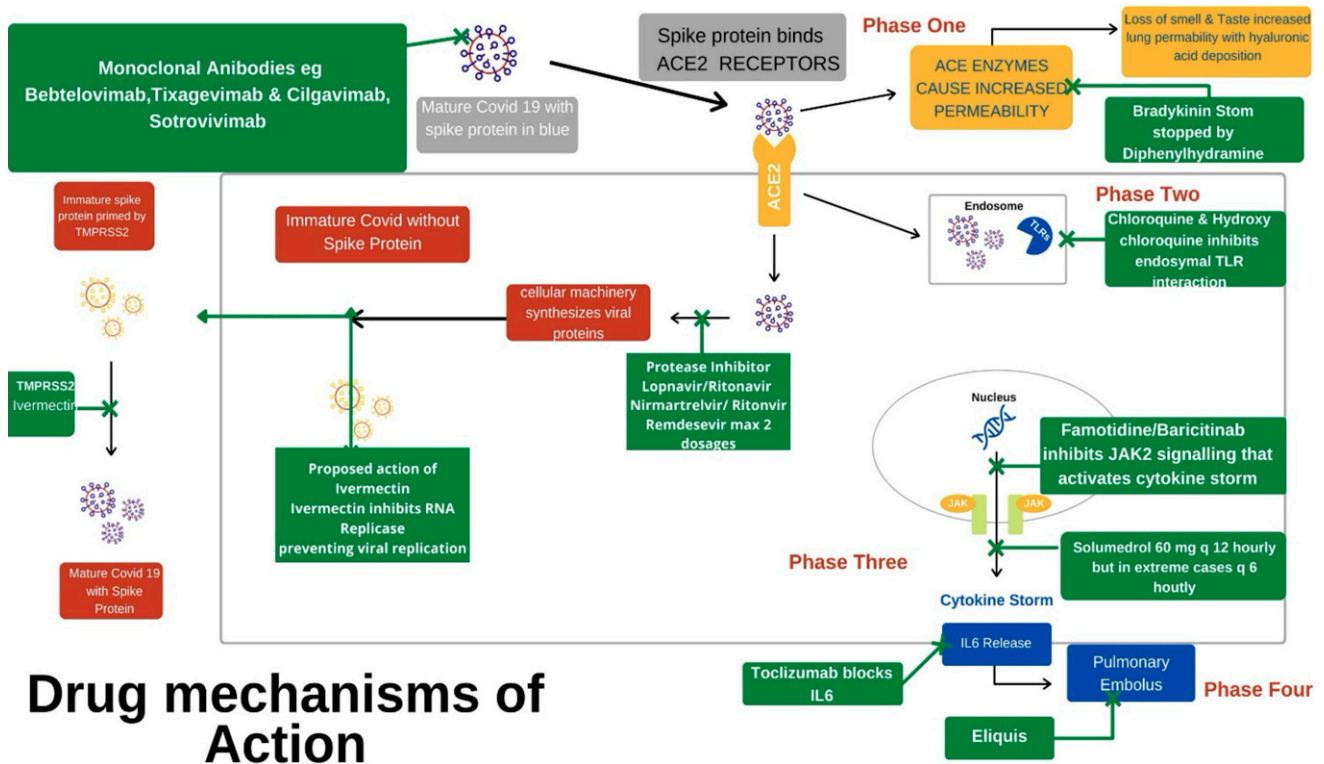 Monoclonal Anibodies eg
Bebtelovimab,Tixagevimab & Cilgavimab,
Sotrovivimab
Mature Covid 19 with
spike protein in blue
Spike protein binds
ACE2 RECEPTORS
Phase One
ACE ENZYMES
CAUSE INCREASED
PERMEABILITY
Loss of smell & Taste increased
lung permability with hyaluronic
acid deposition
Bradykinin Stom
stopped by
Diphenylhydramine
ACE2
Immature spike
protein primed by
TMPRSS2
Immature Covid without
Spike Protein
Phase Two
Endosome
TLRs
Chloroquine & Hydroxy
chloroquine inhibits
endosymal TLR
interaction
cellular machinery
synthesizes viral
proteins
Protease Inhibitor
Lopnavir/Ritonavir
Nirmartrelvir/ Ritonvir
Remdesevir max 2
dosages
TMPRSS2
Ivermectin
Proposed action of
Ivermectin
Ivermectin inhibits RNA
Replicase
preventing viral replication
Mature Covid 19
with Spike
Protein
Nucleus
Famotidine/Baricitinab
inhibits JAK2 signalling that
activates cytokine storm
JAK
JAK
Phase Three
Solumedrol 60 mg q 12 hourly
but in extreme cases q 6
houtly
Cytokine Storm
IL6 Release
Toclizumab blocks
IL6
Pulmonary
Embolus
Phase Four
Eliquis
Drug mechanisms of
Action